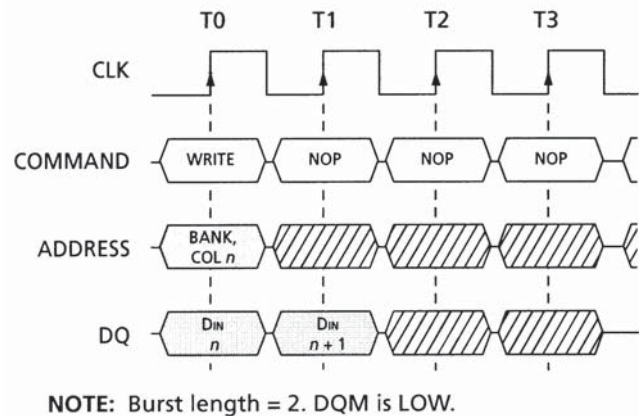 T0 T1 T2 T3
CLK
COMMAND WRITE NOP NOP NOP
ADDRESS BANK,
COL n
DQ DIN DIN
n n + 1
NOTE: Burst length = 2. DQM is LOW.